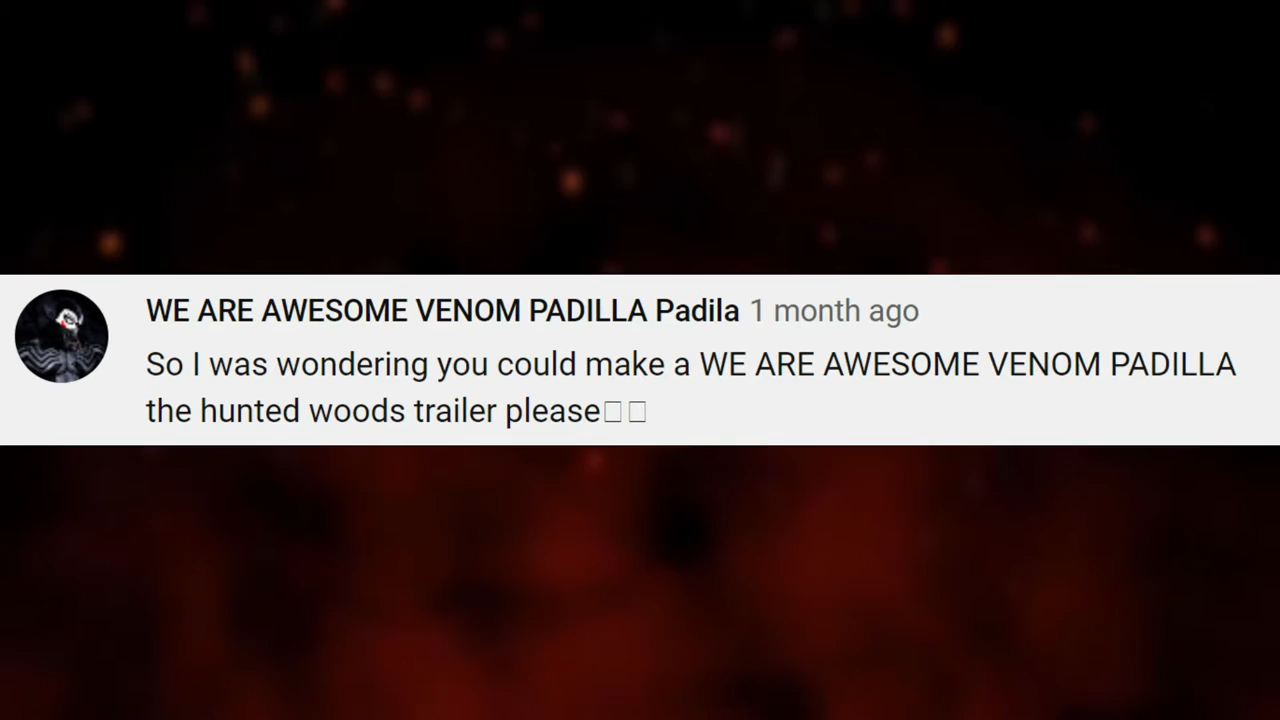 WE ARE AWESOME VENOM PADILLA Padila 1 month ago
So I was wondering you could make a WE ARE AWESOME VENOM PADILLA
the hunted woods trailer please□□